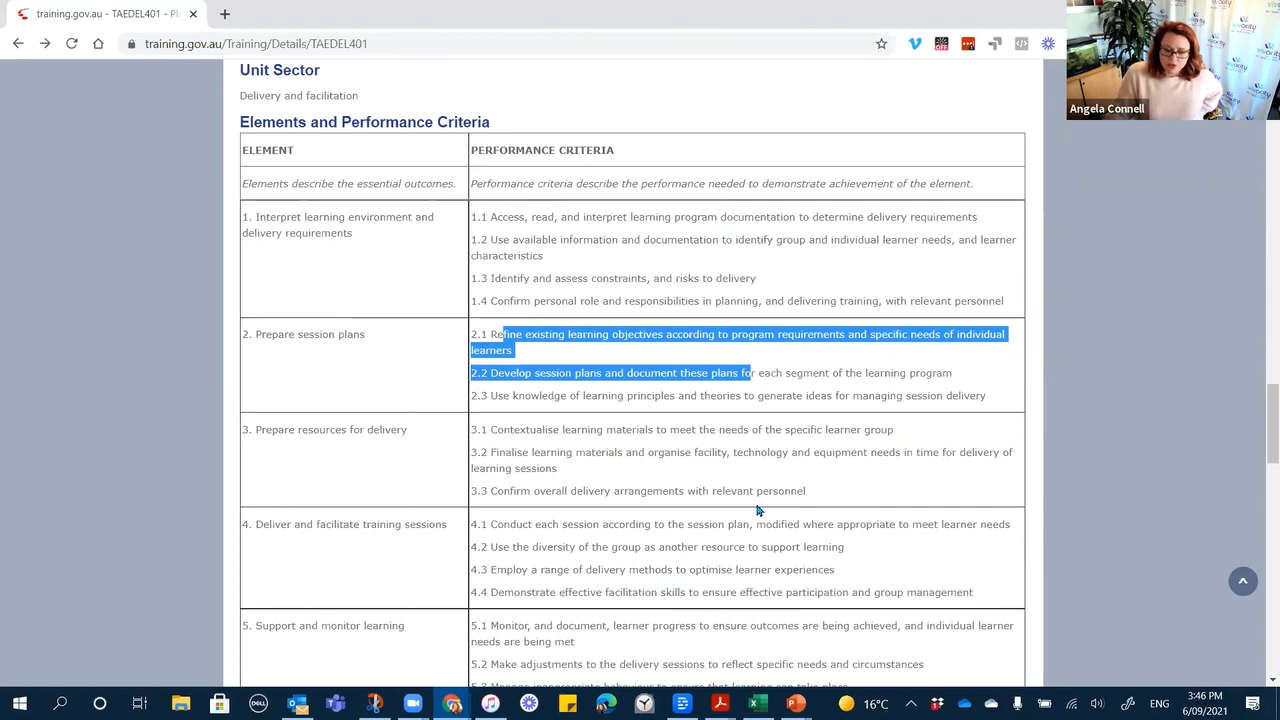 training.gov.au - TAEDEL401 - Pl
training.gov.au/Training/Details/TAEDEL401
OFF
vivacity
Angela Connell
Unit Sector
Delivery and facilitation
Elements and Performance Criteria
ELEMENT
PERFORMANCE CRITERIA
Elements describe the essential outcomes.
Performance criteria describe the performance needed to demonstrate achievement of the element.
1. Interpret learning environment and
delivery requirements
1.1 Access, read, and interpret learning program documentation to determine delivery requirements
1.2 Use available information and documentation to identify group and individual learner needs, and learner
characteristics
1.3 Identify and assess constraints, and risks to delivery
1.4 Confirm personal role and responsibilities in planning, and delivering training, with relevant personnel
2. Prepare session plans
2.1 Refine existing learning objectives according to program requirements and specific needs of individual
learners
2.2 Develop session plans and document these plans for each segment of the learning program
2.3 Use knowledge of learning principles and theories to generate ideas for managing session delivery
3. Prepare resources for delivery
3.1 Contextualise learning materials to meet the needs of the specific learner group
3.2 Finalise learning materials and organise facility, technology and equipment needs in time for delivery of
learning sessions
3.3 Confirm overall delivery arrangements with relevant personnel
4. Deliver and facilitate training sessions
4.1 Conduct each session according to the session plan, modified where appropriate to meet learner needs
4.2 Use the diversity of the group as another resource to support learning
4.3 Employ a range of delivery methods to optimise learner experiences
4.4 Demonstrate effective facilitation skills to ensure effective participation and group management
5. Support and monitor learning
5.1 Monitor, and document, learner progress to ensure outcomes are being achieved, and individual learner
needs are being met
5.2 Make adjustments to the delivery sessions to reflect specific needs and circumstances
5.3 Manage inappropriate behaviour to ensure that learning can take place
DELL
16°C
3:46 PM
6/09/2021